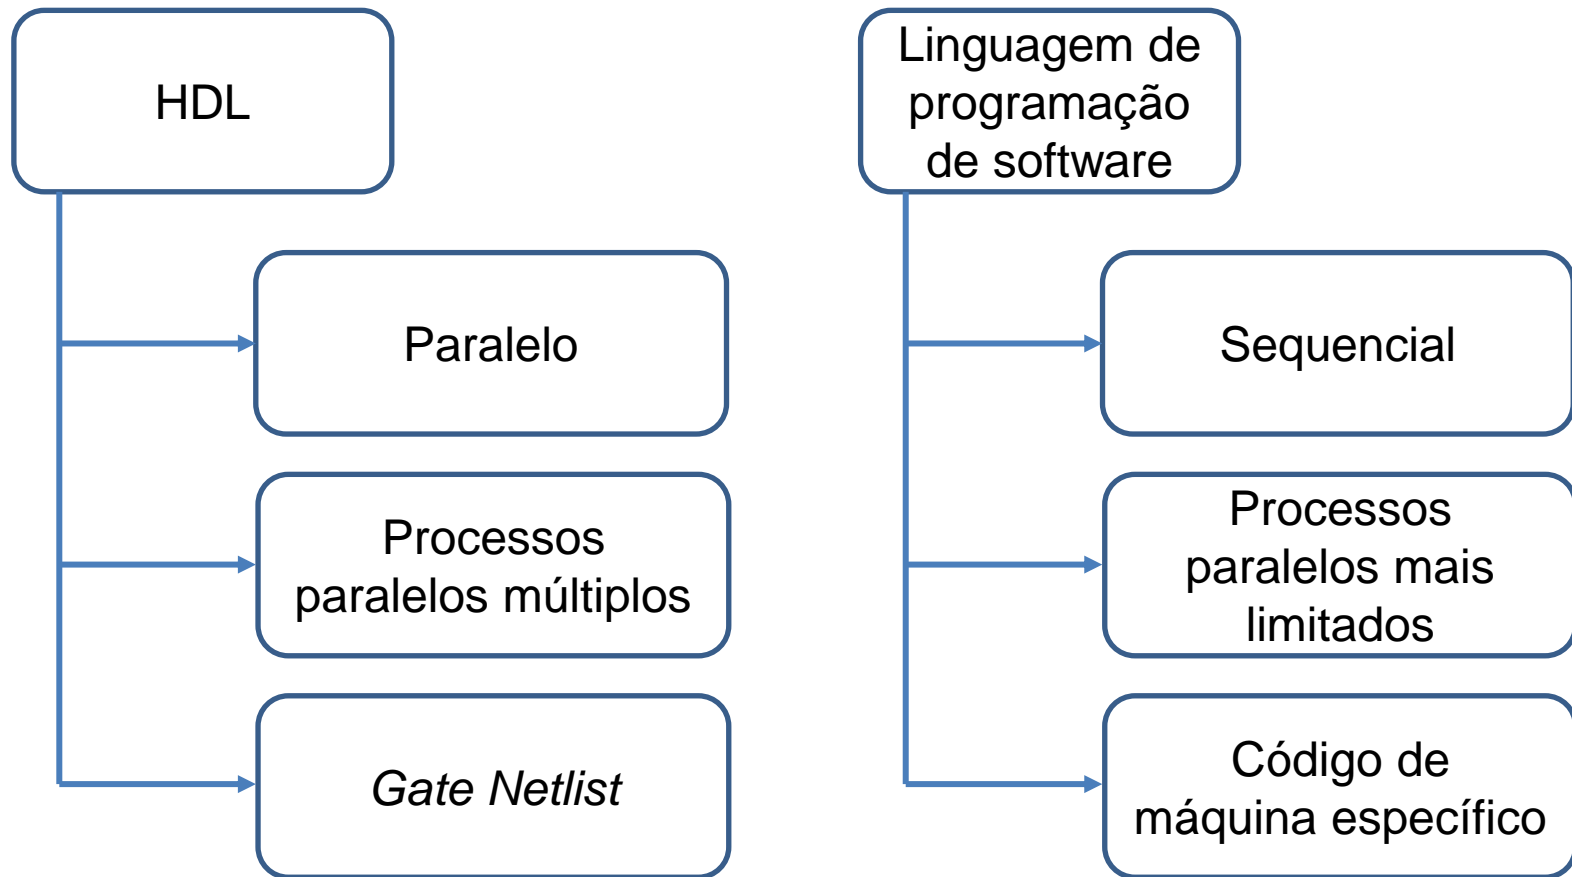 HDL
Paralelo
Processos
paralelos múltiplos
Gate Netlist
Linguagem de
programação
de software
Sequencial
Processos
paralelos mais
limitados
Código de
máquina específico